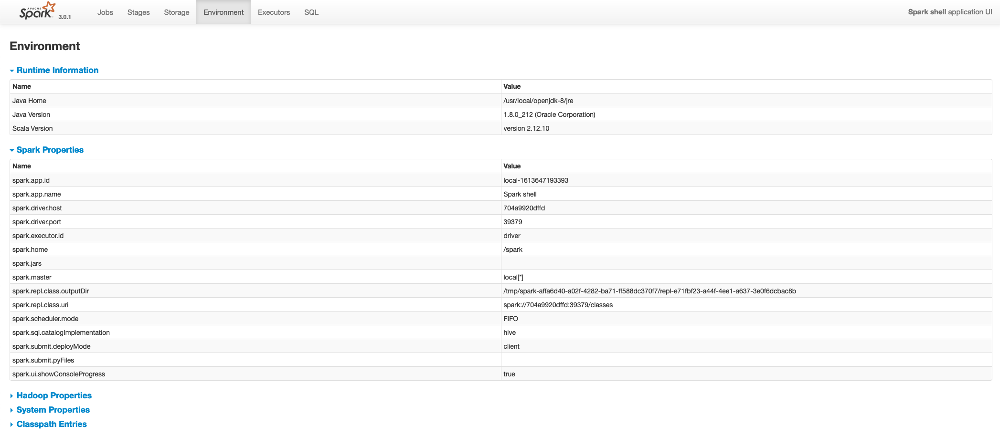 APACHE Spark 3.0.1 Jobs Stages Storage Environment Executors SQL Spark shell application UI
Environment
Runtime Information
Name Value
Java Home /usr/local/openjdk-8/jre
Java Version 1.8.0_212 (Oracle Corporation)
Scala Version version 2.12.10
Spark Properties
Name Value
spark.app.id local-1613647193393
spark.app.name Spark shell
spark.driver.host 704a9920dffd
spark.driver.port 39379
spark.executor.id driver
spark.home /spark
spark.jars
spark.master local[*]
spark.repl.class.outputDir /tmp/spark-affa6d40-a02f-4282-ba71-ff588dc370f7/repl-e71fbf23-a44f-4ee1-a637-3e0f6dcbac8b
spark.repl.class.uri spark://704a9920dffd:39379/classes
spark.scheduler.mode FIFO
spark.sql.catalogImplementation hive
spark.submit.deployMode client
spark.submit.pyFiles
spark.ui.showConsoleProgress true
Hadoop Properties
System Properties
Classpath Entries